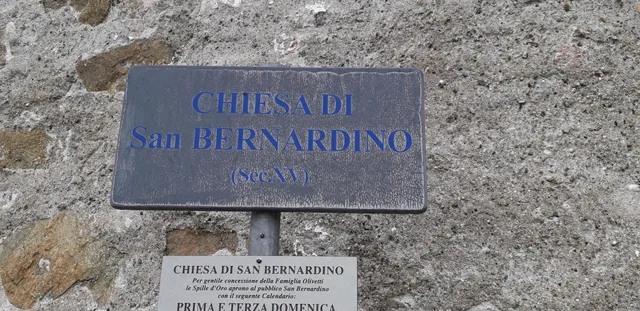 CHIESA DI
San BERNARDINO
(Sec.XV)
CHIESA DI SAN BERNARDINO
Per gentile concessione della Famiglia Olivetti
le Spille d'Oro aprono al pubblico San Bernardino
con il seguente Calendario:
PRIMA E TERZA DOMENICA